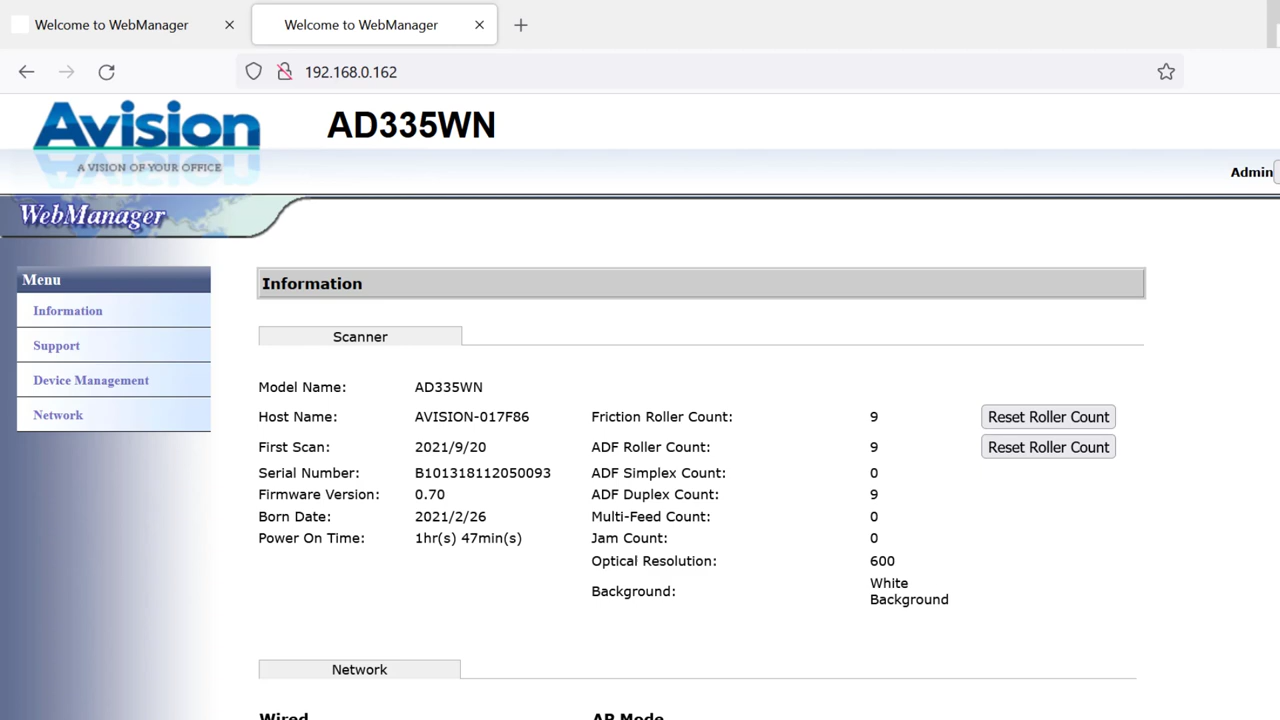 Welcome to WebManager
Welcome to WebManager
192.168.0.162
Avision
A VISION OF YOUR OFFICE
AD335WN
Admin
WebManager
Menu
Information
Support
Device Management
Network
Information
Scanner
Model Name: AD335WN
Host Name: AVISION-017F86 Friction Roller Count: 9 Reset Roller Count
First Scan: 2021/9/20 ADF Roller Count: 9 Reset Roller Count
Serial Number: B101318112050093 ADF Simplex Count: 0
Firmware Version: 0.70 ADF Duplex Count: 9
Born Date: 2021/2/26 Multi-Feed Count: 0
Power On Time: 1hr(s) 47min(s) Jam Count: 0
Optical Resolution: 600
Background: White
Background
Network
Wired AP Mode